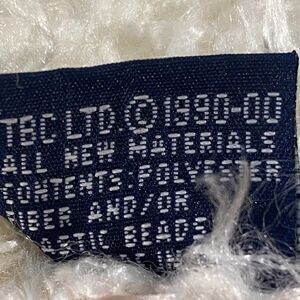 TBC LTD. © 1990-00
ALL NEW MATERIALS
CONTENTS: POLYESTER
FIBER AND/OR
PLASTIC BEADS